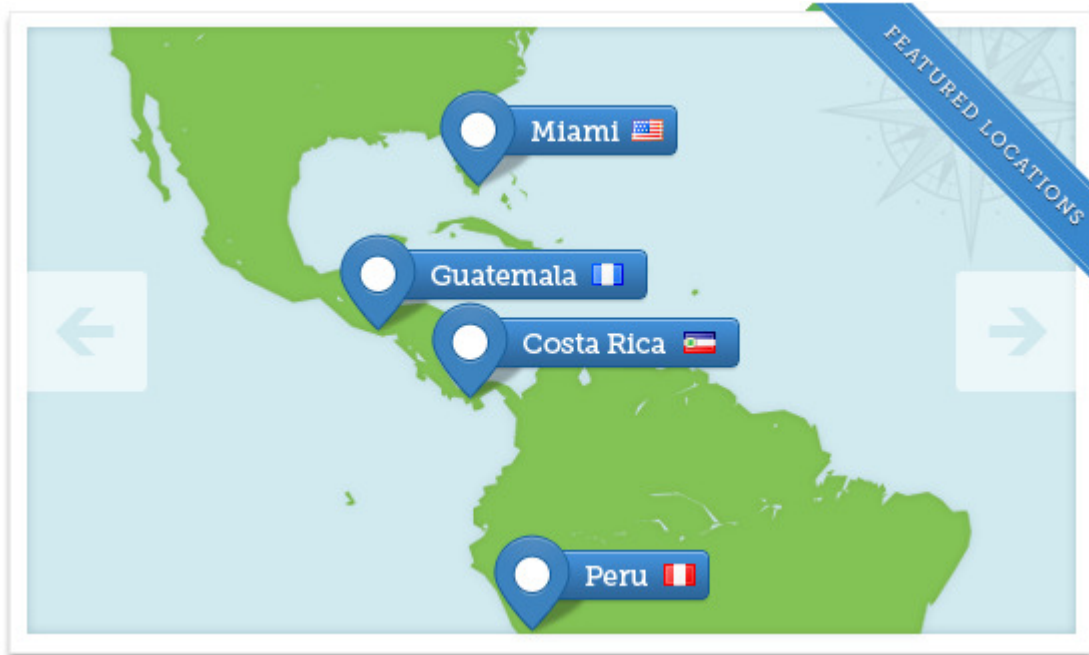 FEATURED LOCATIONS
Miami
Guatemala
Costa Rica
Peru